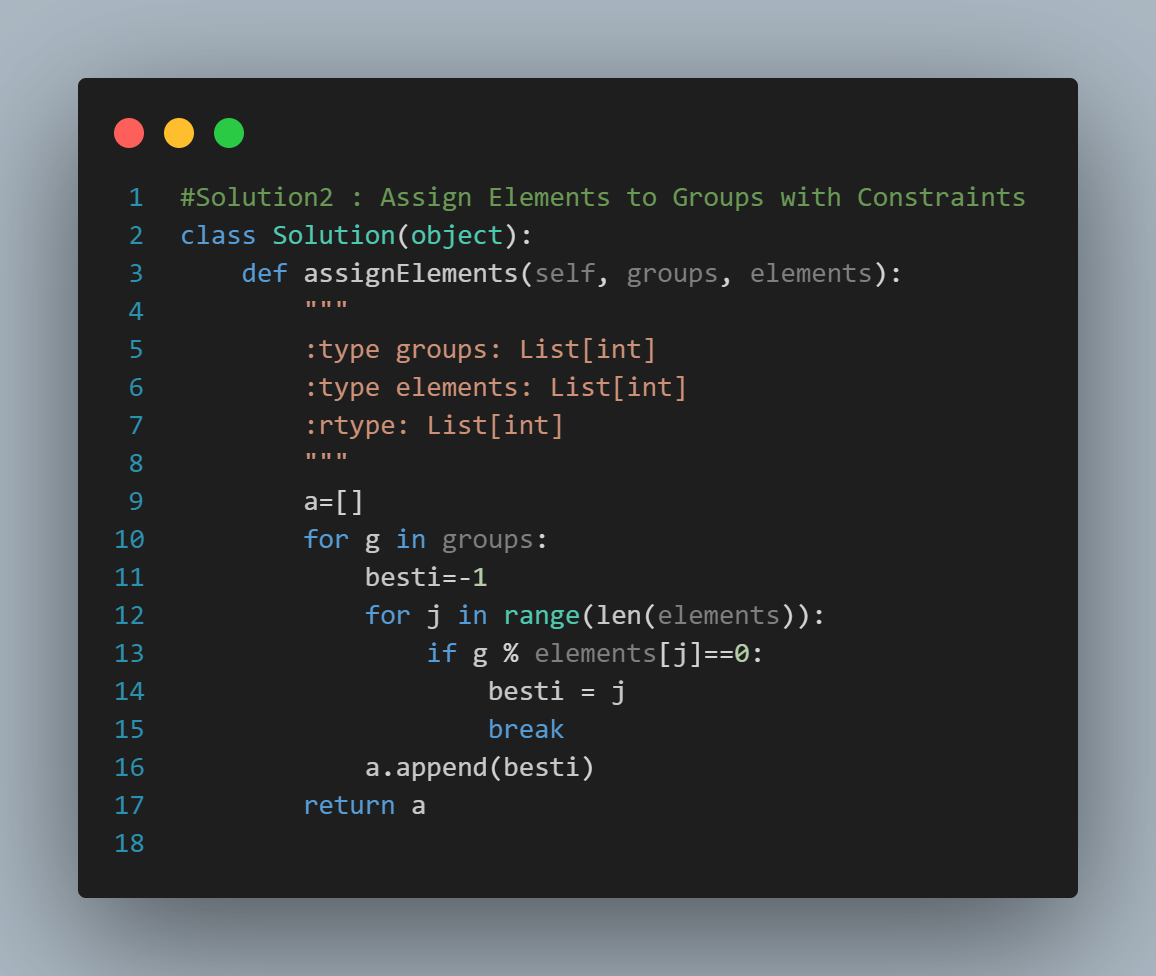 1 #Solution2 : Assign Elements to Groups with Constraints
2 class Solution(object):
3     def assignElements(self, groups, elements):
4         """
5         :type groups: List[int]
6         :type elements: List[int]
7         :rtype: List[int]
8         """
9         a=[]
10         for g in groups:
11             besti=-1
12             for j in range(len(elements)):
13                 if g % elements[j]==0:
14                     besti = j
15                     break
16             a.append(besti)
17         return a
18